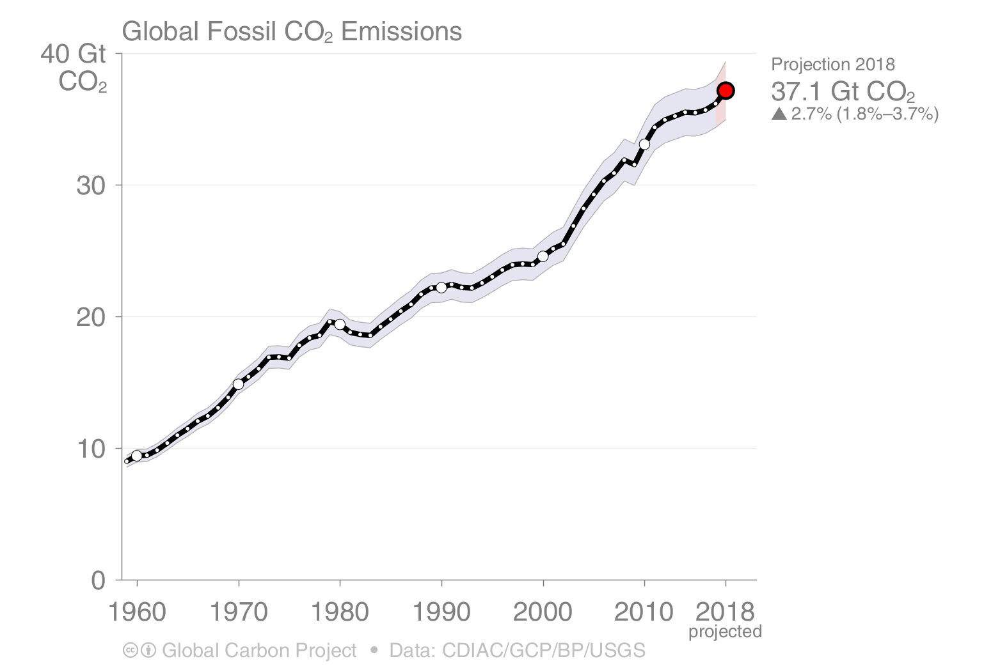 Global Fossil CO₂ Emissions
40 Gt
CO₂
30
20
10
0
1960 1970 1980 1990 2000 2010 2018
projected
Projection 2018
37.1 Gt CO₂
▲ 2.7% (1.8%–3.7%)
cc Global Carbon Project • Data: CDIAC/GCP/BP/USGS